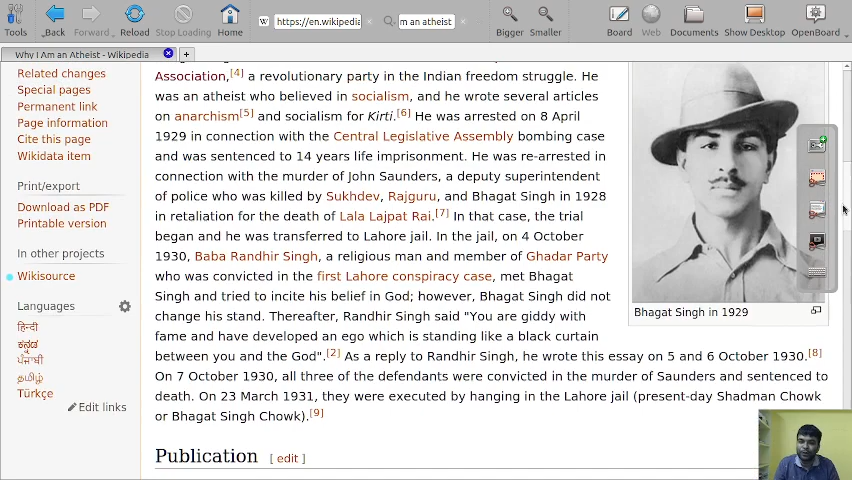 Tools
Back
Forward
Reload
Stop Loading
Home
W
https://en.wikipedia
m an atheist
Bigger
Smaller
Board
Web
Documents
Show Desktop
OpenBoard
Why I Am an Atheist - Wikipedia
Related changes
Special pages
Permanent link
Page information
Cite this page
Wikidata item
Print/export
Download as PDF
Printable version
In other projects
Wikisource
Languages
हिन्दी
ಕನ್ನಡ
ਪੰਜਾਬੀ
தமிழ்
Türkçe
Edit links
Association,[4] a revolutionary party in the Indian freedom struggle. He
was an atheist who believed in socialism, and he wrote several articles
on anarchism[5] and socialism for Kirti.[6] He was arrested on 8 April
1929 in connection with the Central Legislative Assembly bombing case
and was sentenced to 14 years life imprisonment. He was re-arrested in
connection with the murder of John Saunders, a deputy superintendent
of police who was killed by Sukhdev, Rajguru, and Bhagat Singh in 1928
in retaliation for the death of Lala Lajpat Rai.[7] In that case, the trial
began and he was transferred to Lahore jail. In the jail, on 4 October
1930, Baba Randhir Singh, a religious man and member of Ghadar Party
who was convicted in the first Lahore conspiracy case, met Bhagat
Singh and tried to incite his belief in God; however, Bhagat Singh did not
change his stand. Thereafter, Randhir Singh said "You are giddy with
fame and have developed an ego which is standing like a black curtain
between you and the God".[2] As a reply to Randhir Singh, he wrote this essay on 5 and 6 October 1930.[8]
On 7 October 1930, all three of the defendants were convicted in the murder of Saunders and sentenced to
death. On 23 March 1931, they were executed by hanging in the Lahore jail (present-day Shadman Chowk
or Bhagat Singh Chowk).[9]
Bhagat Singh in 1929
Publication [ edit ]